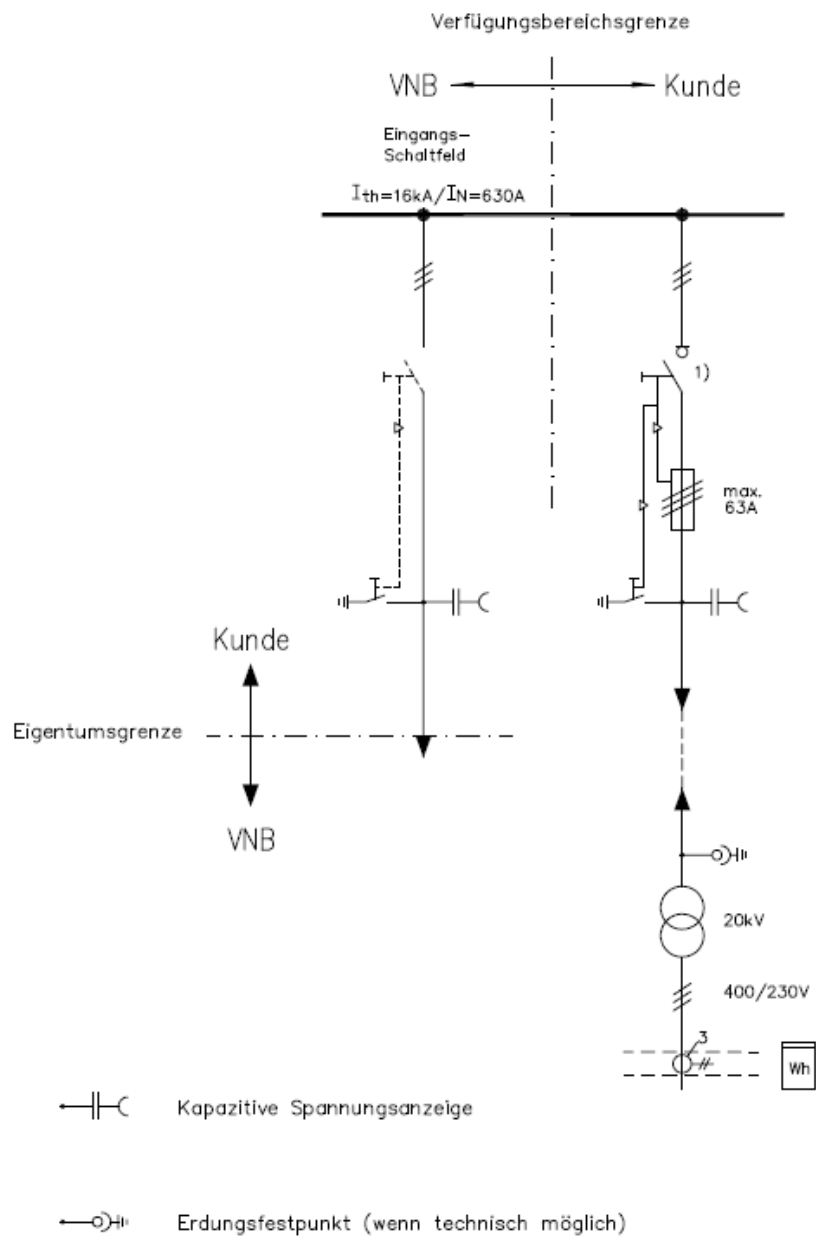 Verfügungsbereichsgrenze
VNB
Kunde
Eingangs-
Schaltfeld
Ith=16kA/IN=630A
1)
max.
63A
Kunde
Eigentumsgrenze
VNB
20kV
400/230V
3
Wh
Kapazitive Spannungsanzeige
Erdungsfestpunkt (wenn technisch möglich)